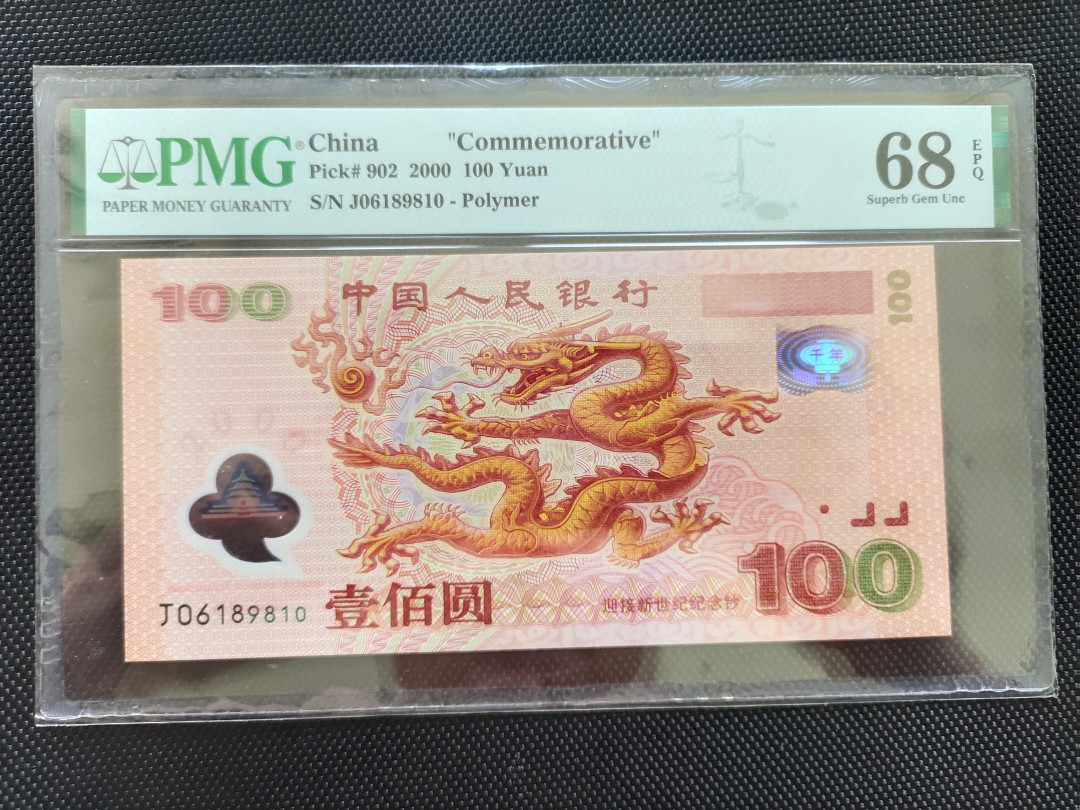 PMG®
PAPER MONEY GUARANTY
China "Commemorative"
Pick# 902 2000 100 Yuan
S/N J06189810 - Polymer
68
EPQ
Superb Gem Unc
100
中国人民银行
100
千年
J06189810
壹佰圆
迎接新世纪纪念钞
100